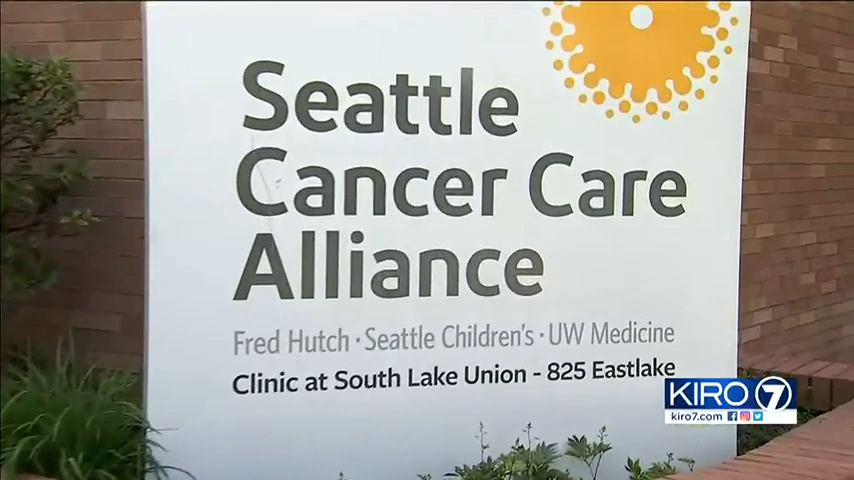 Seattle
Cancer Care
Alliance
Fred Hutch · Seattle Children's · UW Medicine
Clinic at South Lake Union - 825 Eastlake
KIRO 7
kiro7.com